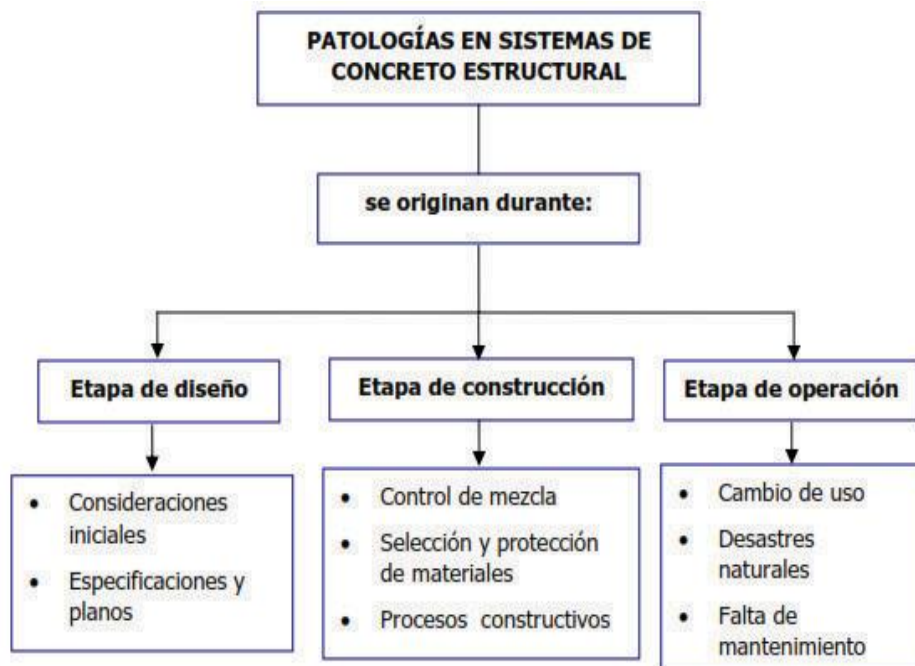 PATOLOGÍAS EN SISTEMAS DE
CONCRETO ESTRUCTURAL
se originan durante:
Etapa de diseño
Etapa de construcción
Etapa de operación
• Consideraciones
iniciales
• Especificaciones y
planos
• Control de mezcla
• Selección y protección
de materiales
• Procesos constructivos
• Cambio de uso
• Desastres
naturales
• Falta de
mantenimiento